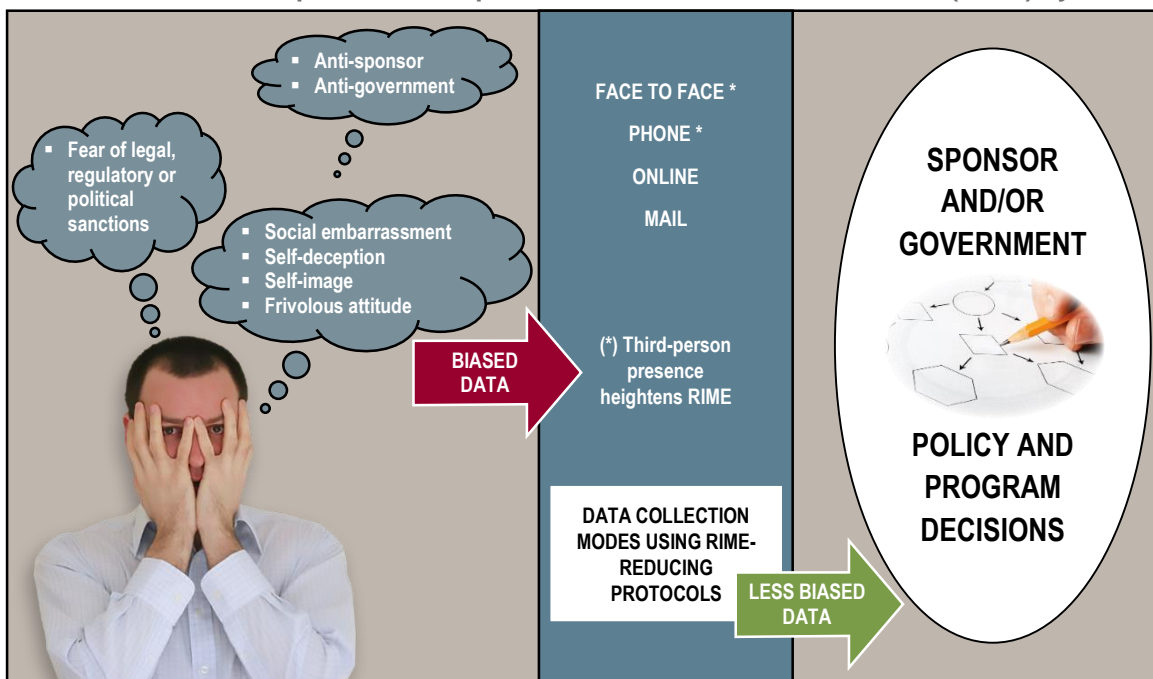 ▪ Anti-sponsor
▪ Anti-government
▪ Fear of legal,
regulatory or
political
sanctions
▪ Social embarrassment
▪ Self-deception
▪ Self-image
▪ Frivolous attitude
BIASED
DATA
FACE TO FACE *
PHONE *
ONLINE
MAIL
(*) Third-person
presence
heightens RIME
DATA COLLECTION
MODES USING RIME-
REDUCING
PROTOCOLS
LESS BIASED
DATA
SPONSOR
AND/OR
GOVERNMENT
POLICY AND
PROGRAM
DECISIONS